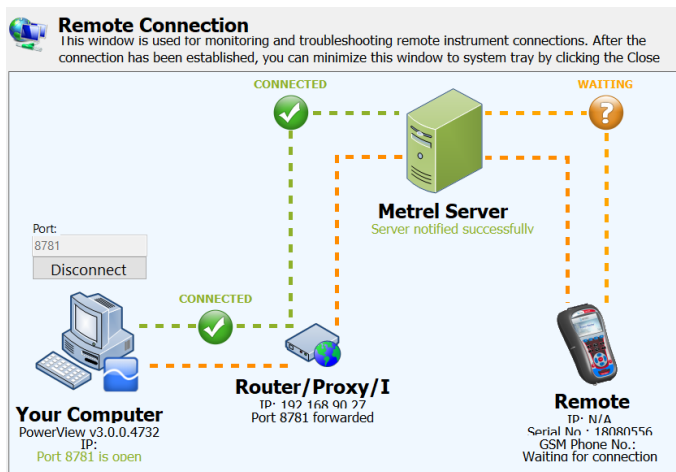 Remote Connection
This window is used for monitoring and troubleshooting remote instrument connections. After the
connection has been established, you can minimize this window to system tray by clicking the Close
CONNECTED
WAITING
Metrel Server
Server notified successfully
Port:
8781
Disconnect
CONNECTED
Router/Proxy/I
IP: 192.168.90.27
Port 8781 forwarded
Your Computer
PowerView v3.0.0.4732
IP:
Port 8781 is open
Remote
IP: N/A
Serial No.: 18080556
GSM Phone No.:
Waiting for connection